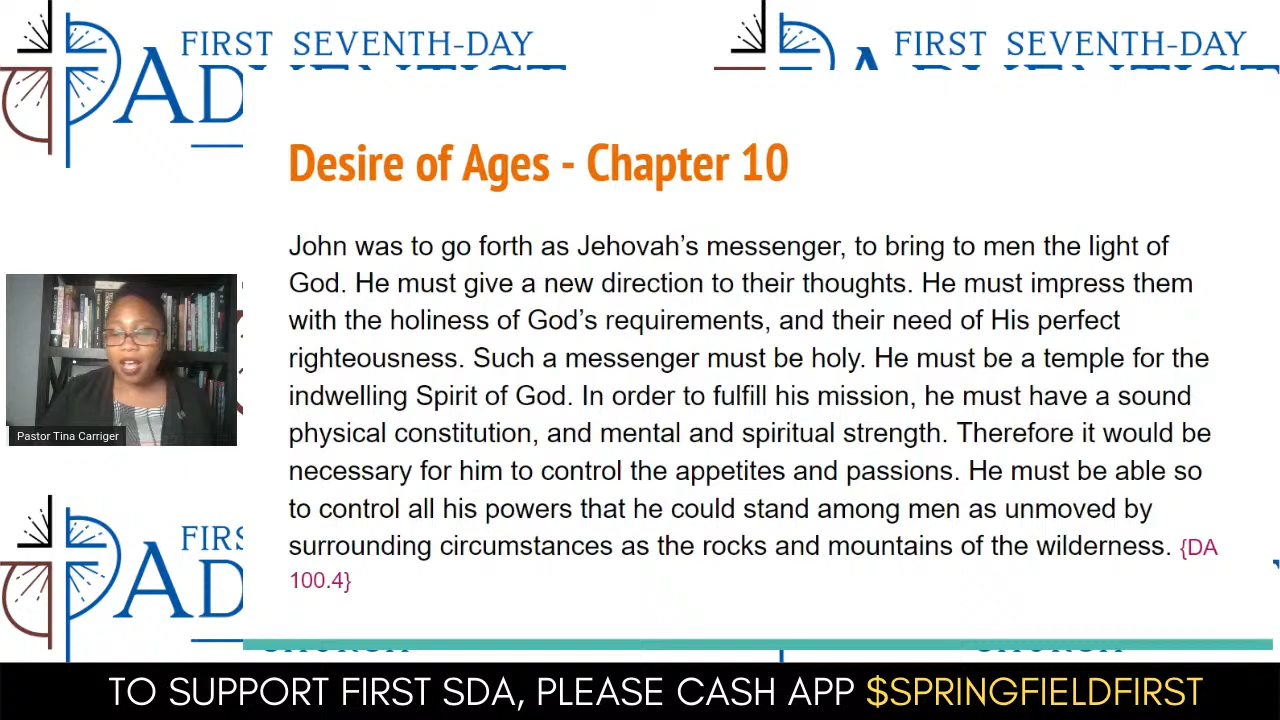 FIRST SEVENTH-DAY
FIRST SEVENTH-DAY
ADVENTIST
ADVENTIST
Desire of Ages - Chapter 10
John was to go forth as Jehovah's messenger, to bring to men the light of
God. He must give a new direction to their thoughts. He must impress them
with the holiness of God's requirements, and their need of His perfect
righteousness. Such a messenger must be holy. He must be a temple for the
indwelling Spirit of God. In order to fulfill his mission, he must have a sound
physical constitution, and mental and spiritual strength. Therefore it would be
necessary for him to control the appetites and passions. He must be able so
to control all his powers that he could stand among men as unmoved by
surrounding circumstances as the rocks and mountains of the wilderness. {DA
100.4}
Pastor Tina Carriger
FIRS
AD
CHURCH
CHURCH
TO SUPPORT FIRST SDA, PLEASE CASH APP $SPRINGFIELDFIRST